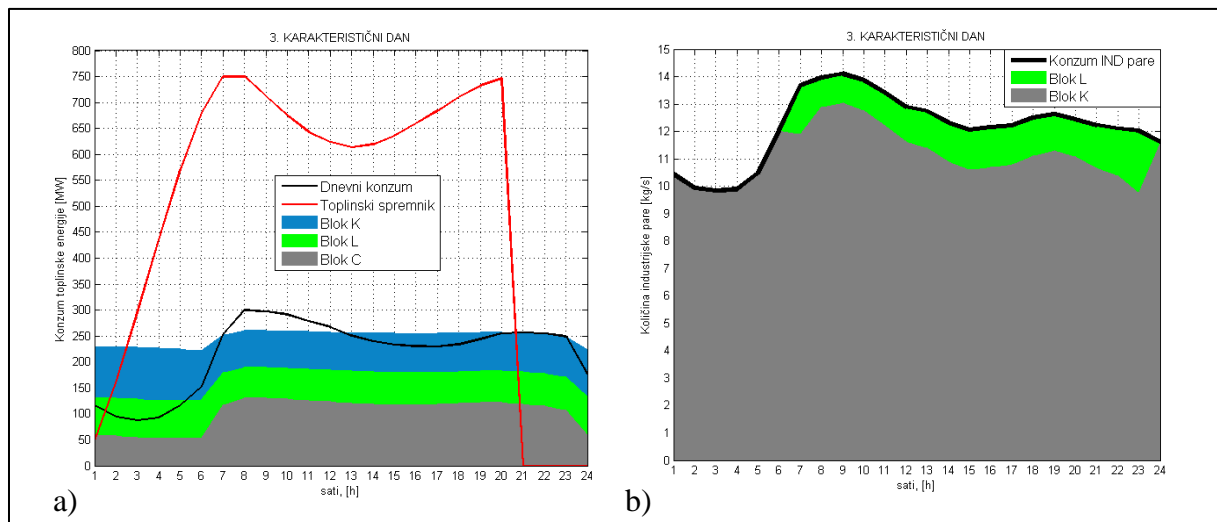 3. KARAKTERISTIČNI DAN
Konzum toplinske energije [MW]
800
750
700
650
600
550
500
450
400
350
300
250
200
150
100
50
0
Dnevni konzum
Toplinski spremnik
Blok K
Blok L
Blok C
1 2 3 4 5 6 7 8 9 10 11 12 13 14 15 16 17 18 19 20 21 22 23 24
sati, [h]
a)
3. KARAKTERISTIČNI DAN
Količina industrijske pare [kg/s]
15
14
13
12
11
10
9
8
7
6
5
4
3
2
1
0
Konzum IND pare
Blok L
Blok K
1 2 3 4 5 6 7 8 9 10 11 12 13 14 15 16 17 18 19 20 21 22 23 24
sati, [h]
b)